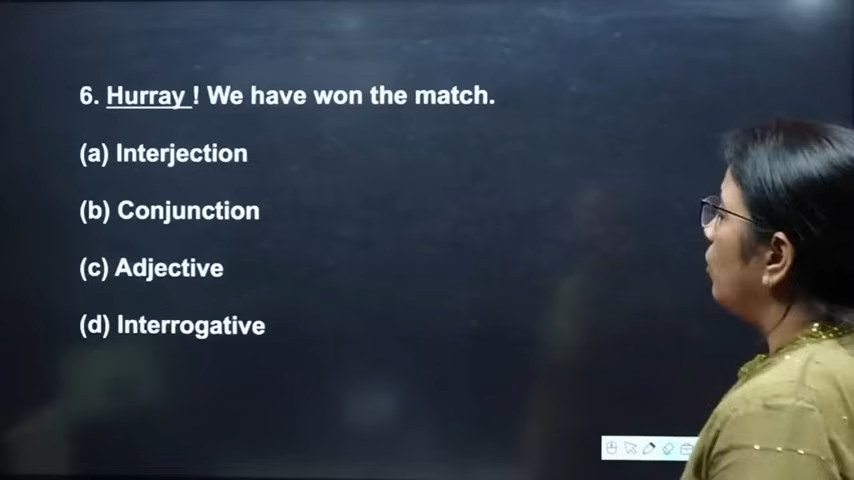 6. Hurray ! We have won the match.
(a) Interjection
(b) Conjunction
(c) Adjective
(d) Interrogative